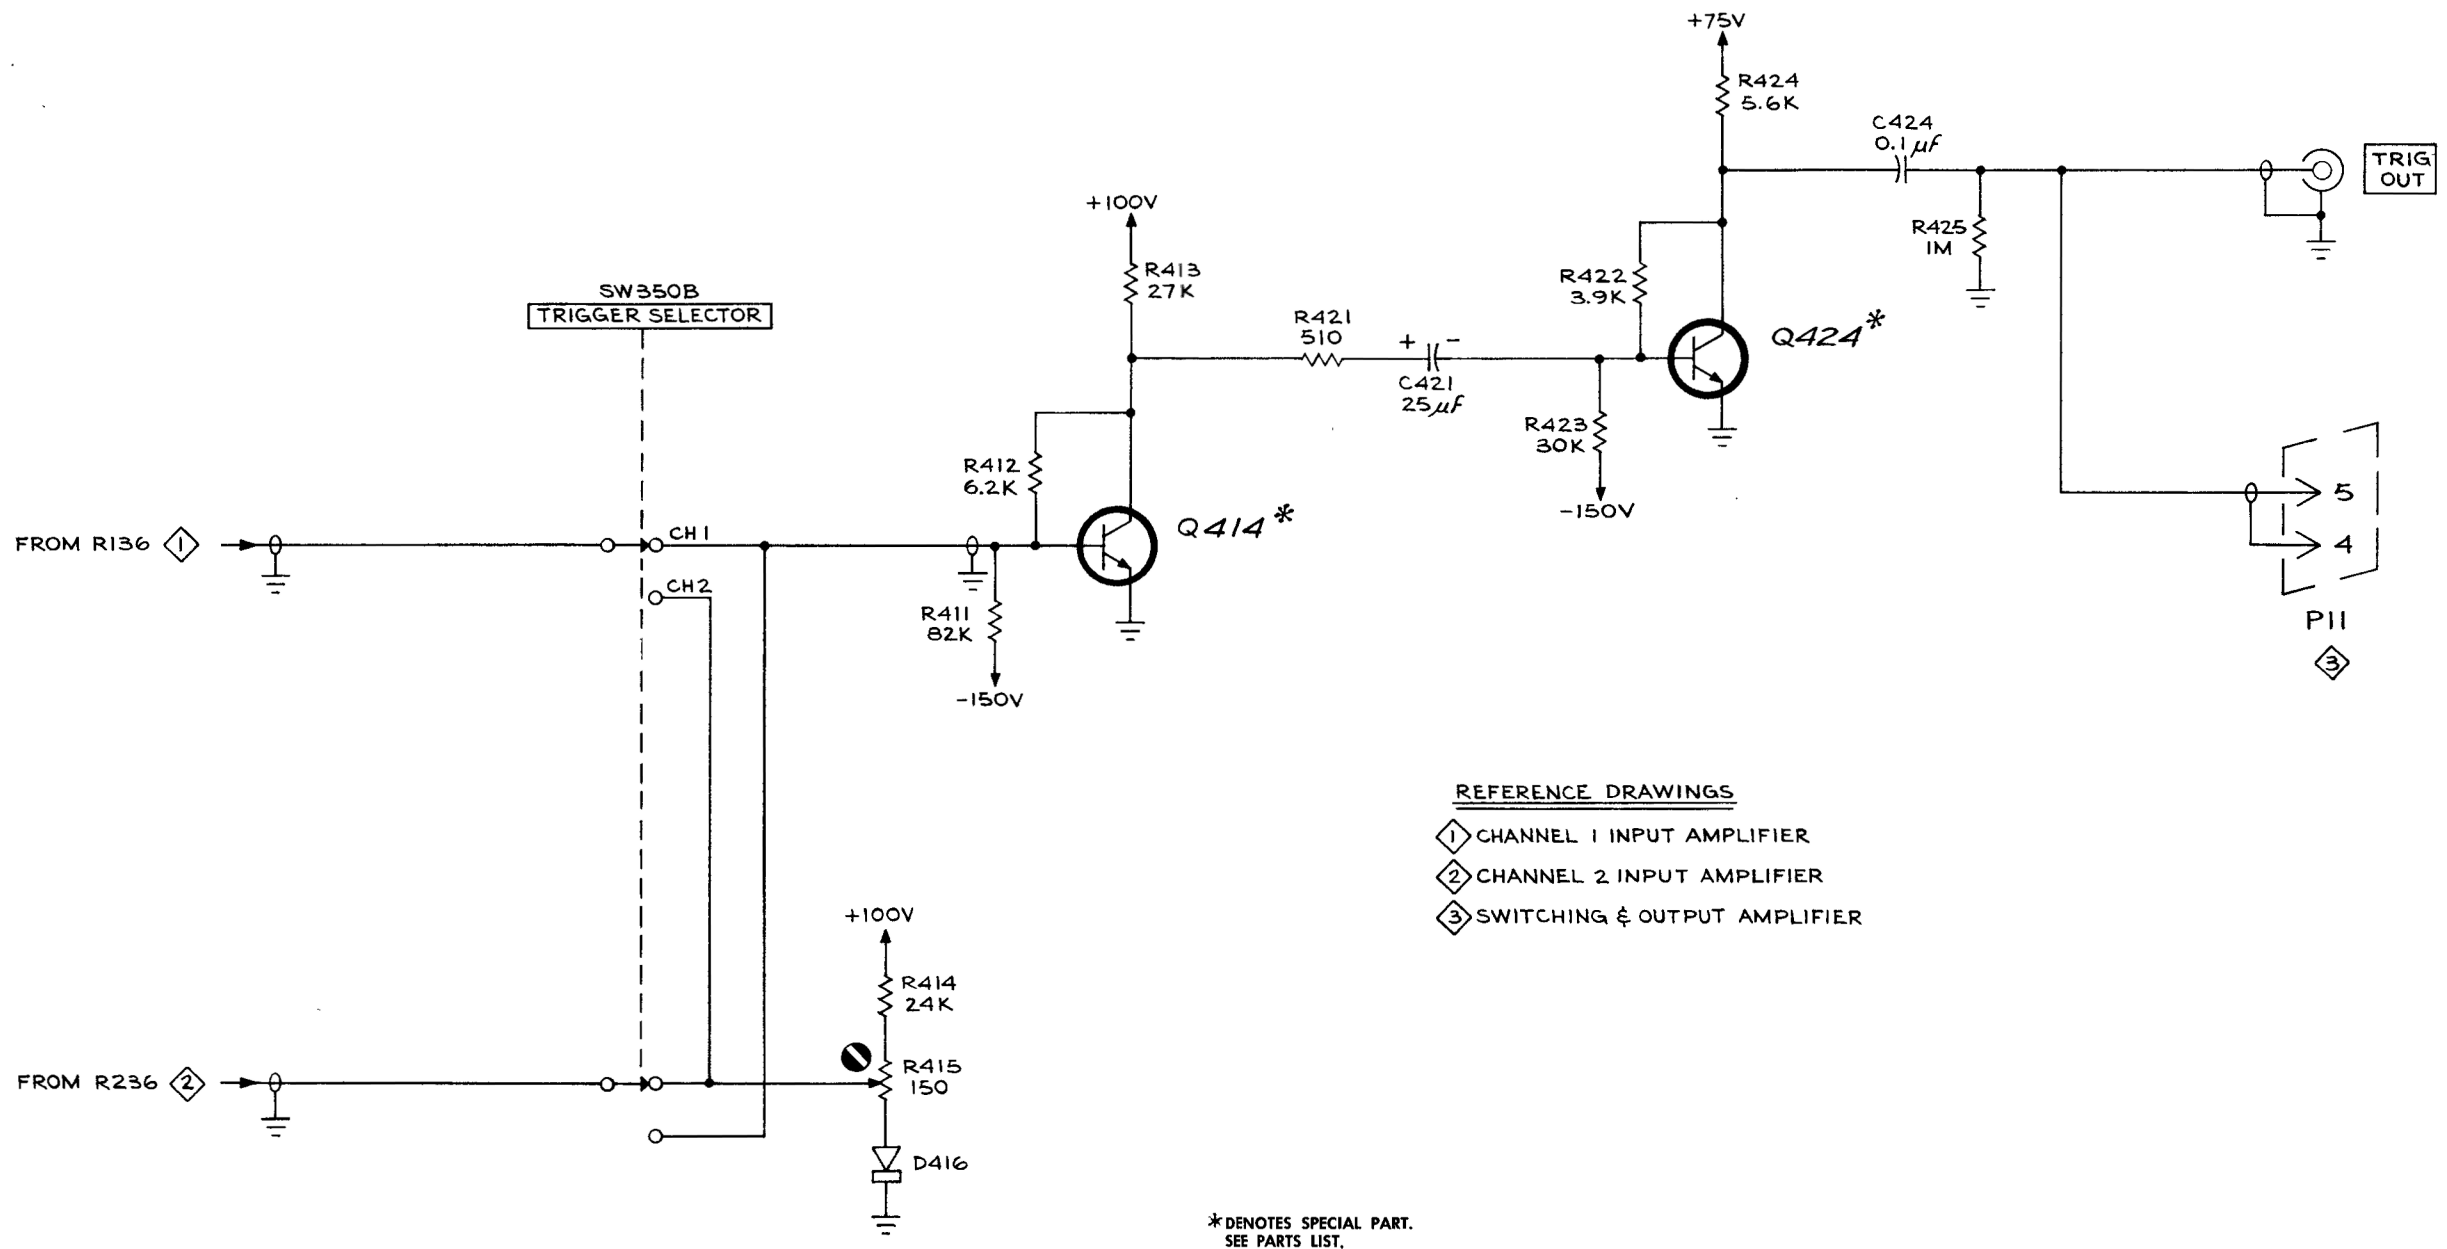 +75V
R424
5.6K
C424
0.1 µf
TRIG
OUT
+100V
R413
27K
R425
1M
R422
3.9K
SW350B
TRIGGER SELECTOR
R421
510
+ -
C421
25µf
Q424*
R423
30K
-150V
R412
6.2K
5
4
P11
3
Q414*
FROM R136 1
CH1
CH2
R411
82K
-150V
REFERENCE DRAWINGS
1 CHANNEL 1 INPUT AMPLIFIER
2 CHANNEL 2 INPUT AMPLIFIER
3 SWITCHING & OUTPUT AMPLIFIER
+100V
R414
24K
R415
150
FROM R236 2
D416
*DENOTES SPECIAL PART.
SEE PARTS LIST.